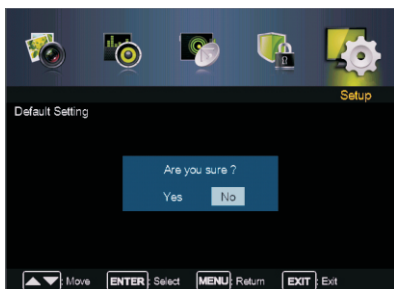 Setup
Default Setting
Are you sure ?
Yes No
▲▼: Move ENTER: Select MENU: Return EXIT: Exit